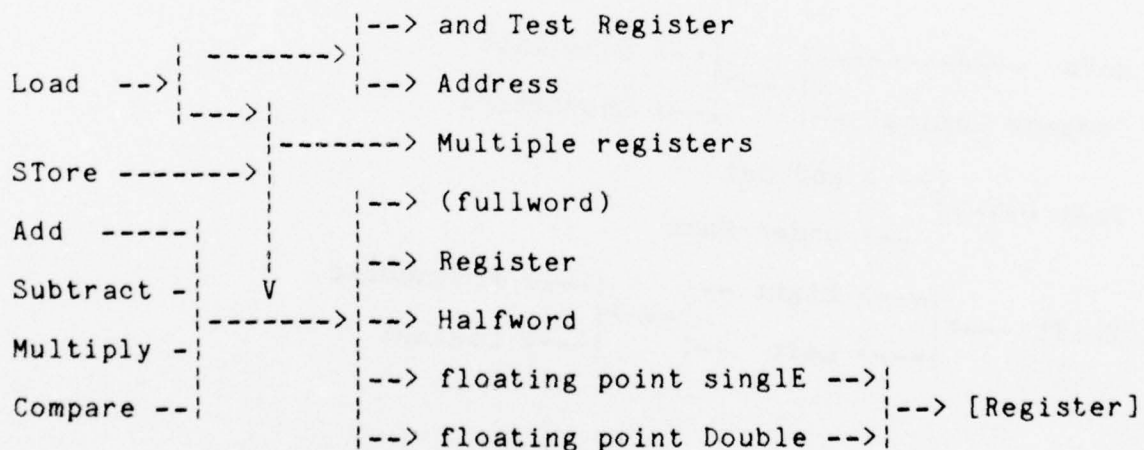 --> and Test Register
Load --> ------->
--> Address
-->
-------> Multiple registers
STore ------->
--> (fullword)
Add -----
--> Register
Subtract - V
-------> --> Halfword
Multiply -
--> floating point singlE -->
Compare -- --> [Register]
--> floating point Double -->